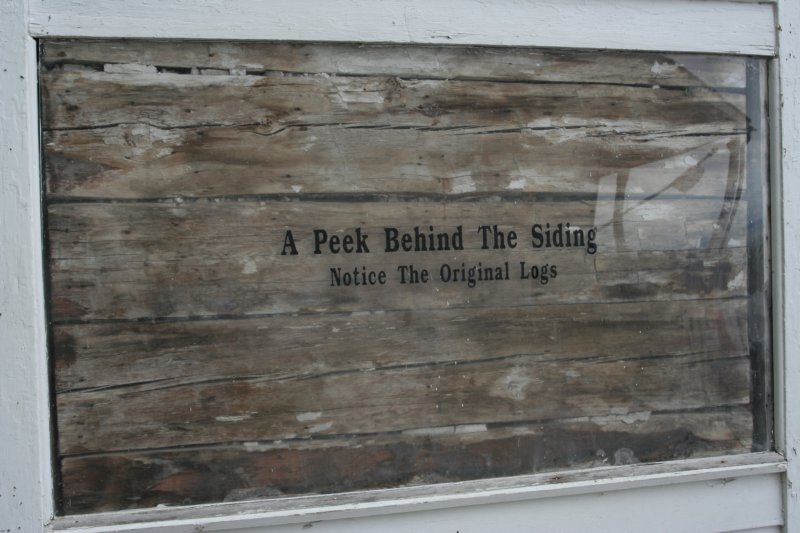 A Peek Behind The Siding
Notice The Original Logs